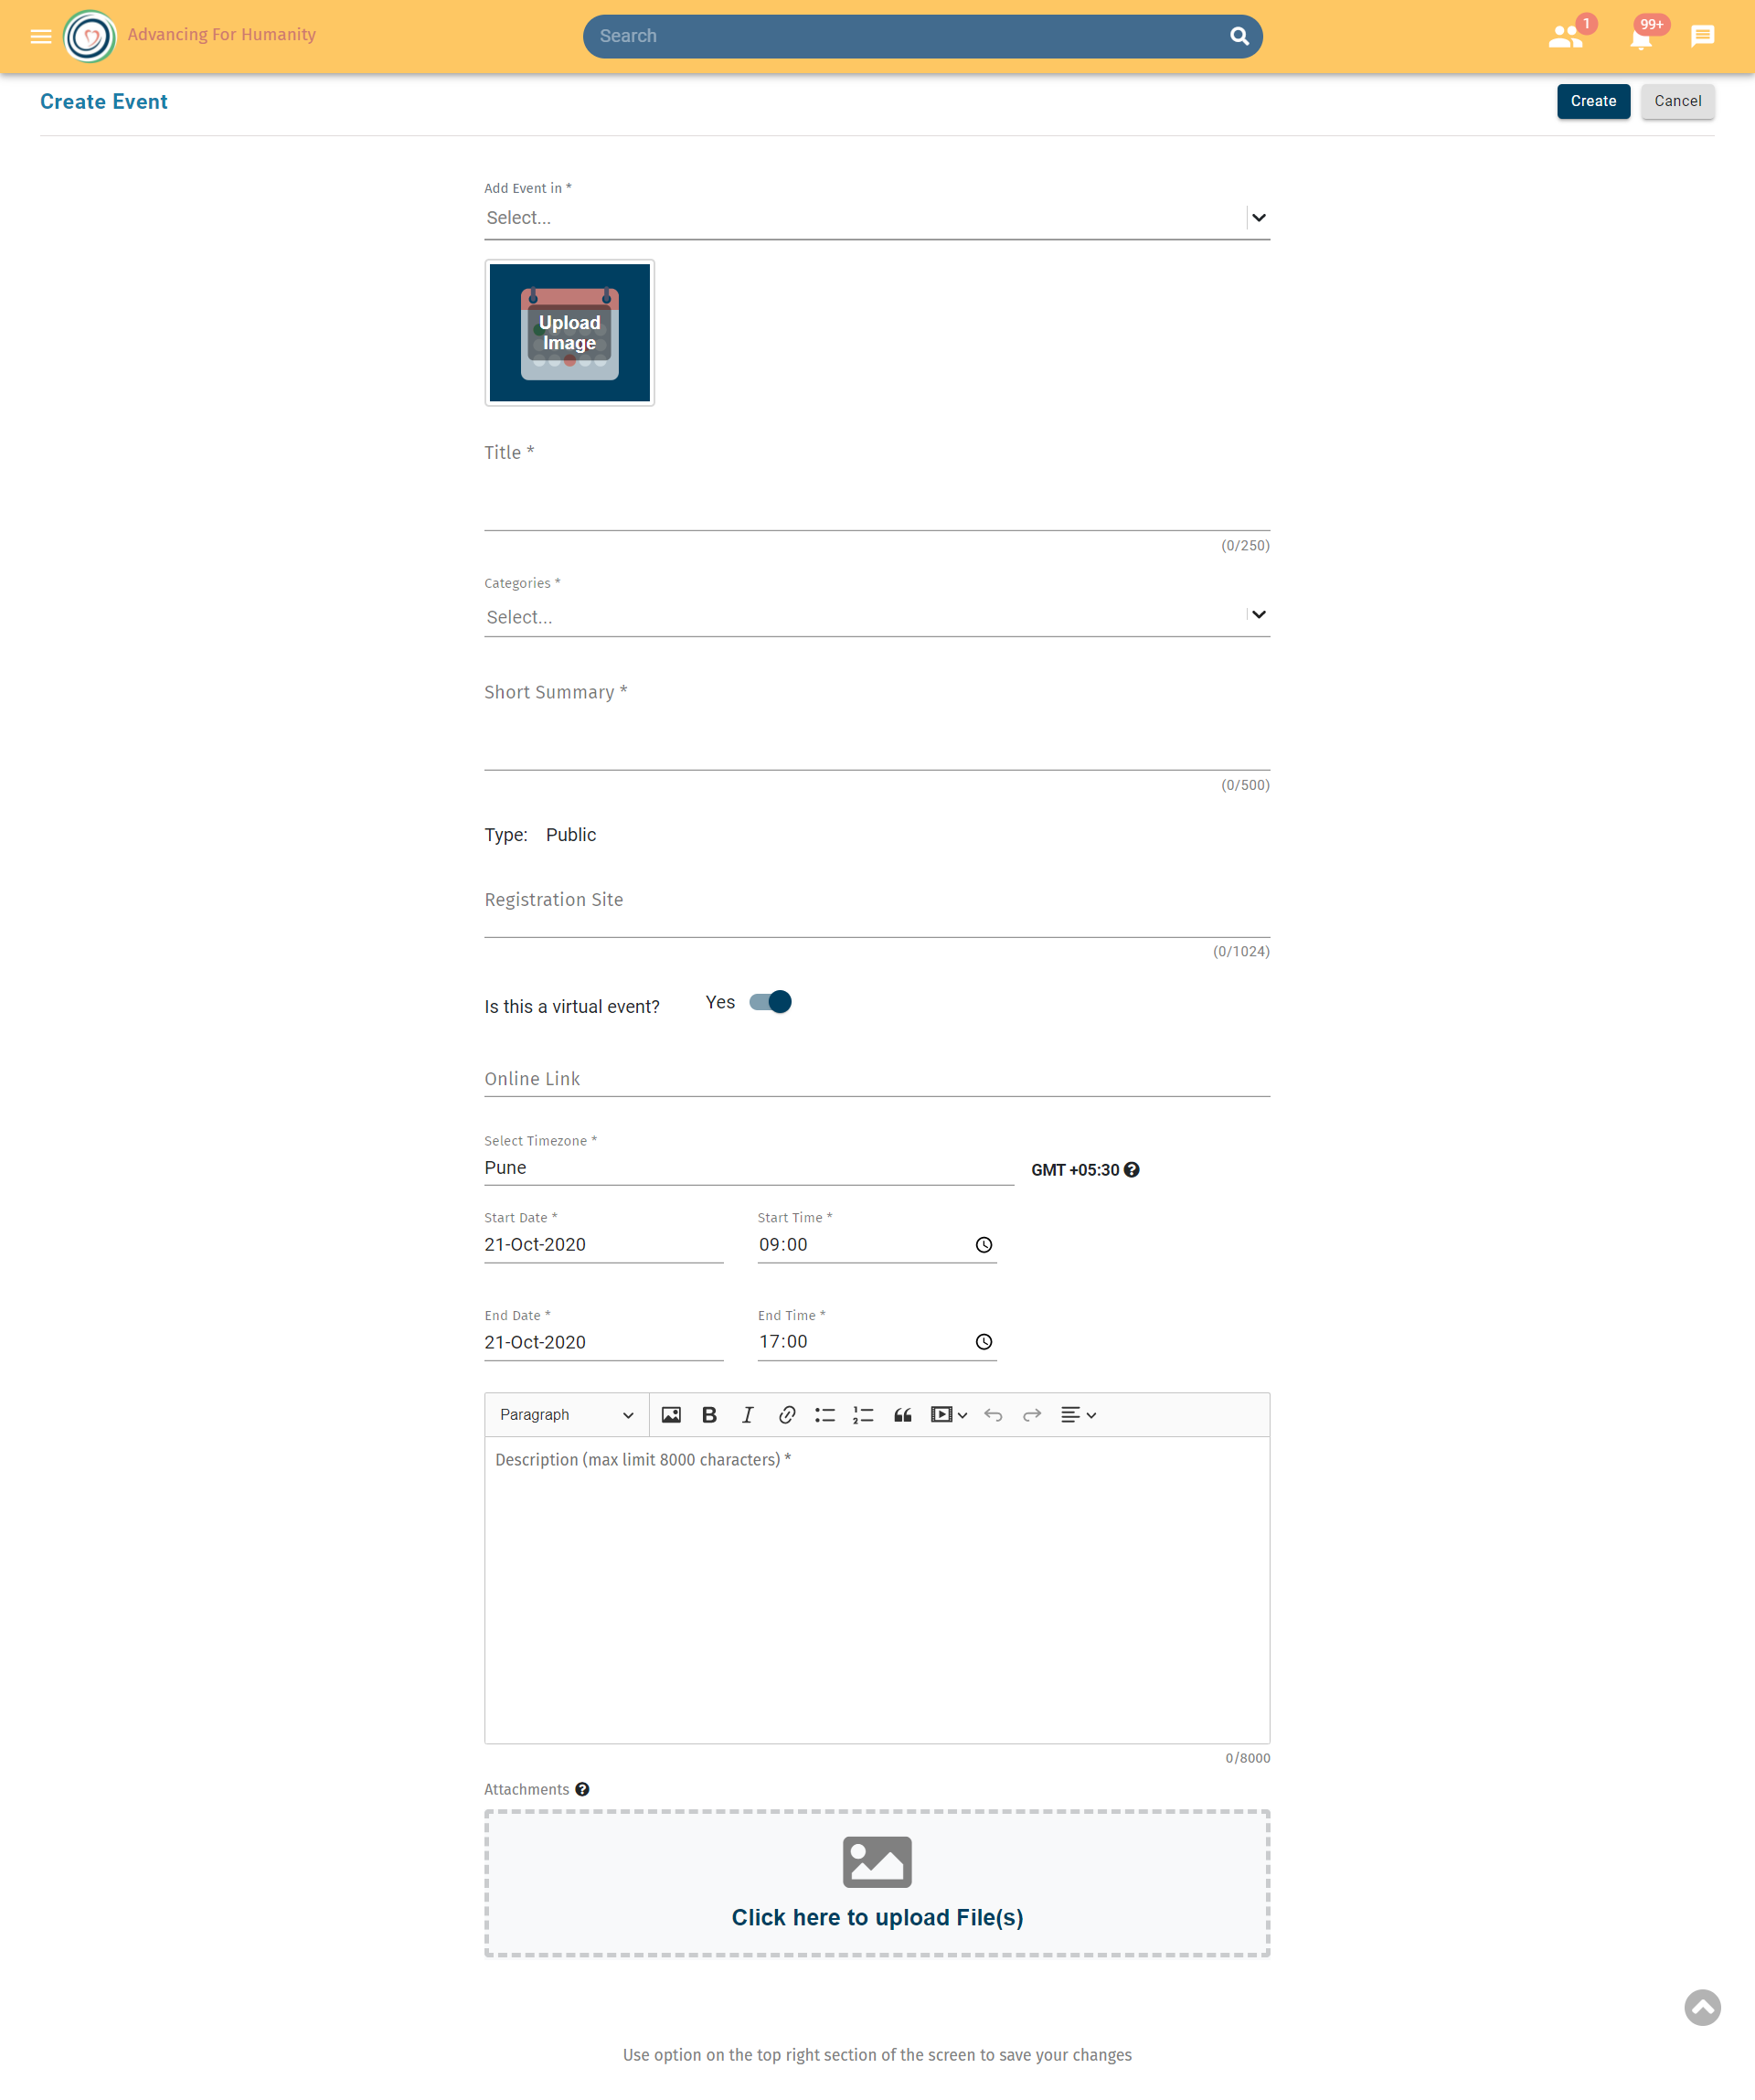 Advancing For Humanity
Search
1
99+
Create Event
Create
Cancel
Add Event in *
Select...
Upload
Image
Title *
(0/250)
Categories *
Select...
Short Summary *
(0/500)
Type: Public
Registration Site
(0/1024)
Is this a virtual event? Yes
Online Link
Select Timezone *
Pune
GMT +05:30
Start Date *
Start Time *
21-Oct-2020
09:00
End Date *
End Time *
21-Oct-2020
17:00
Paragraph
Description (max limit 8000 characters) *
0/8000
Attachments
Click here to upload File(s)
Use option on the top right section of the screen to save your changes